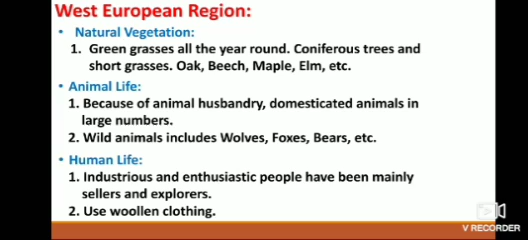 West European Region:
• Natural Vegetation:
1. Green grasses all the year round. Coniferous trees and
short grasses. Oak, Beech, Maple, Elm, etc.
• Animal Life:
1. Because of animal husbandry, domesticated animals in
large numbers.
2. Wild animals includes Wolves, Foxes, Bears, etc.
• Human Life:
1. Industrious and enthusiastic people have been mainly
sellers and explorers.
2. Use woollen clothing.
V RECORDER